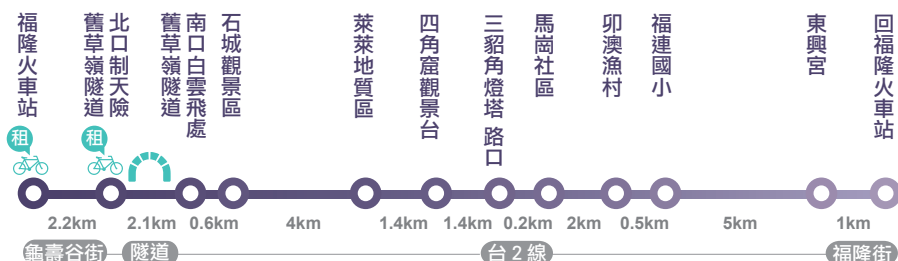 福隆火車站
舊草嶺隧道
北口制天險
舊草嶺隧道
南口白雲飛處
石城觀景區
萊萊地質區
四角窟觀景台
三貂角燈塔 路口
馬崗社區
卯澳漁村
福連國小
東興宮
回福隆火車站
租
租
2.2km
2.1km
0.6km
4km
1.4km
1.4km
0.2km
2km
0.5km
5km
1km
龜壽谷街
隧道
台2線
福隆街